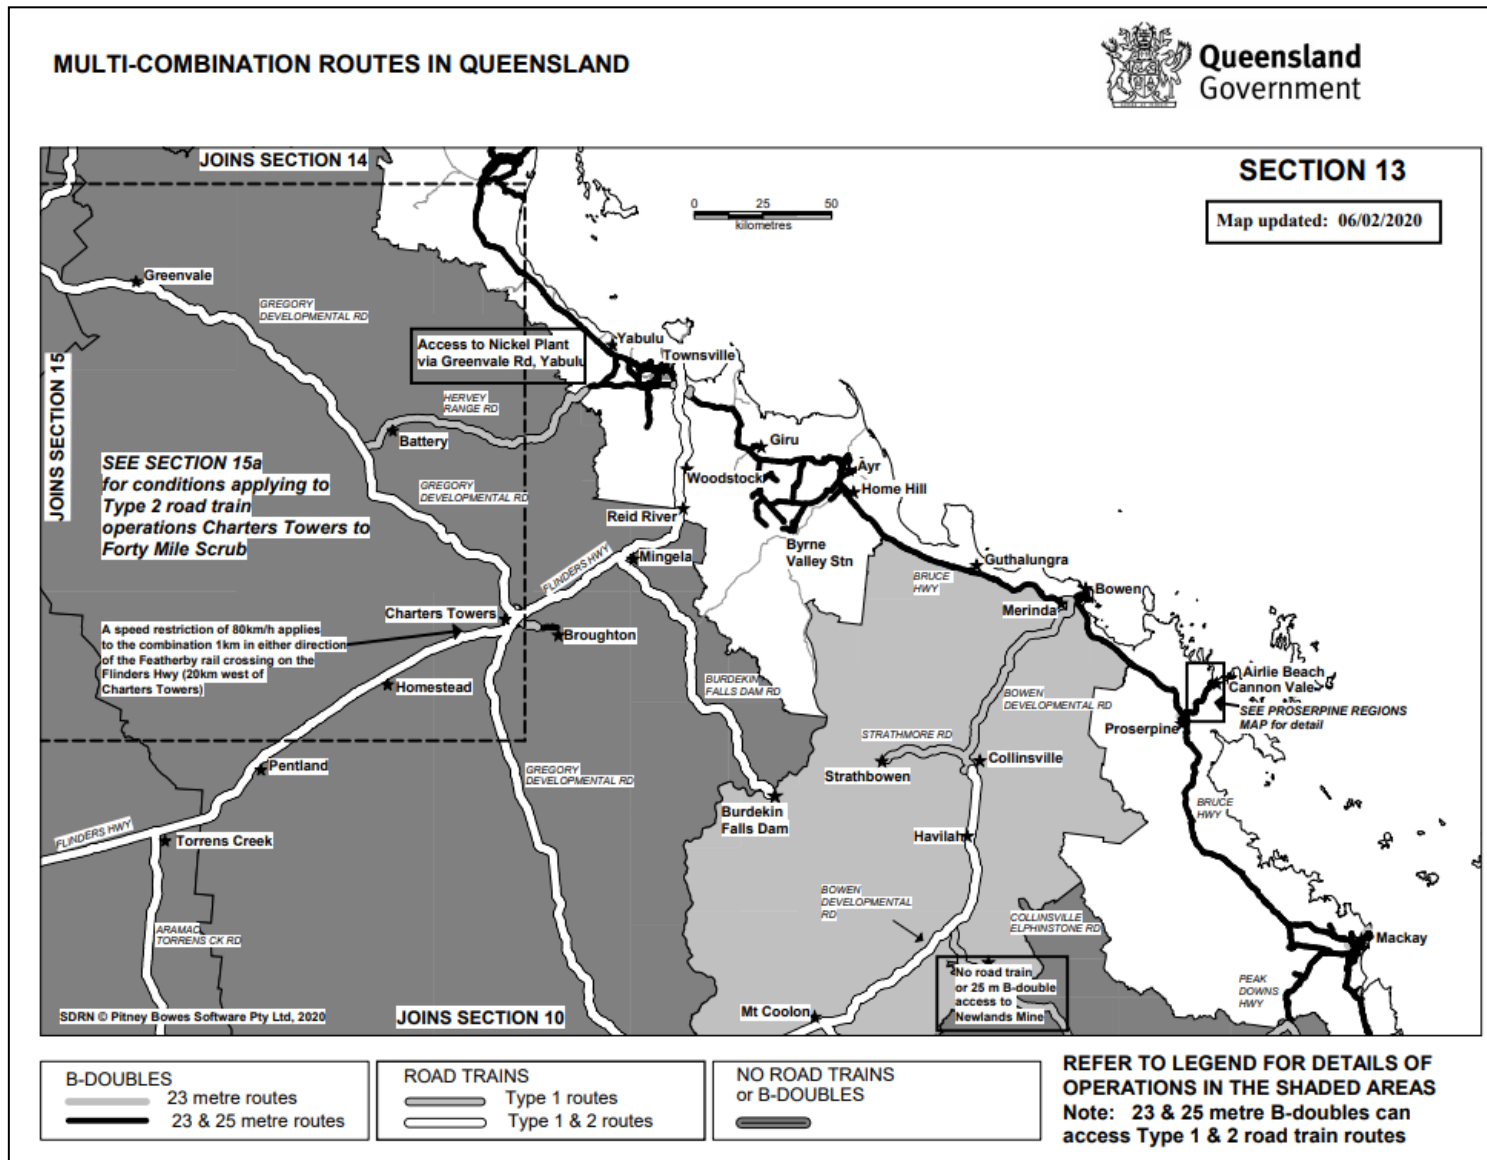 MULTI-COMBINATION ROUTES IN QUEENSLAND
Queensland
Government
JOINS SECTION 14
SECTION 13
Map updated: 06/02/2020
0 25 50
kilometres
Greenvale
GREGORY
DEVELOPMENTAL RD
Access to Nickel Plant
via Greenvale Rd, Yabulu
Yabulu
Townsville
JOINS SECTION 15
HERVEY
RANGE RD
Battery
Giru
SEE SECTION 15a
for conditions applying to
Type 2 road train
operations Charters Towers to
Forty Mile Scrub
GREGORY
DEVELOPMENTAL RD
Woodstock
Ayr
Home Hill
Reid River
Byrne
Valley Stn
FLINDERS HWY
Mingela
Guthalungra
BRUCE
HWY
Bowen
Merinda
Charters Towers
Broughton
A speed restriction of 80km/h applies
to the combination 1km in either direction
of the Featherby rail crossing on the
Flinders Hwy (20km west of
Charters Towers)
Homestead
BURDEKIN
FALLS DAM RD
BOWEN
DEVELOPMENTAL RD
Airlie Beach
Cannon Vale
SEE PROSERPINE REGIONS
MAP for detail
Proserpine
STRATHMORE RD
Strathbowen
Collinsville
Pentland
GREGORY
DEVELOPMENTAL RD
Burdekin
Falls Dam
BRUCE
HWY
FLINDERS HWY
Torrens Creek
Havilah
BOWEN
DEVELOPMENTAL
RD
COLLINSVILLE
ELPHINSTONE RD
ARAMAC
TORRENS CK RD
Mackay
No road train
or 25 m B-double
access to
Newlands Mine
PEAK
DOWNS
HWY
SDRN © Pitney Bowes Software Pty Ltd, 2020
JOINS SECTION 10
Mt Coolon
B-DOUBLES
23 metre routes
23 & 25 metre routes
ROAD TRAINS
Type 1 routes
Type 1 & 2 routes
NO ROAD TRAINS
or B-DOUBLES
REFER TO LEGEND FOR DETAILS OF
OPERATIONS IN THE SHADED AREAS
Note: 23 & 25 metre B-doubles can
access Type 1 & 2 road train routes